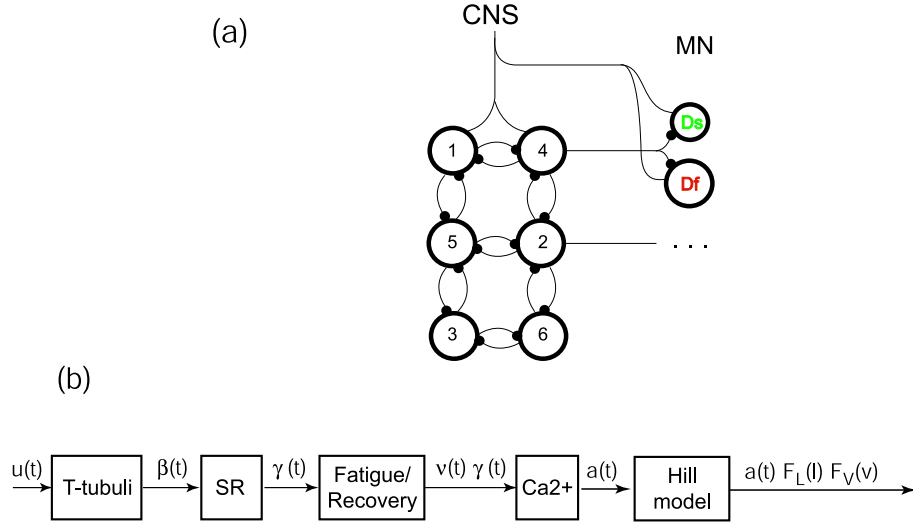 CNS
(a)
MN
Ds
1
4
Df
5
2
. . .
3
6
(b)
u(t)
T-tubuli
β(t)
SR
γ(t)
Fatigue/
Recovery
ν(t) γ(t)
Ca2+
a(t)
Hill
model
a(t) F_L(l) F_V(v)